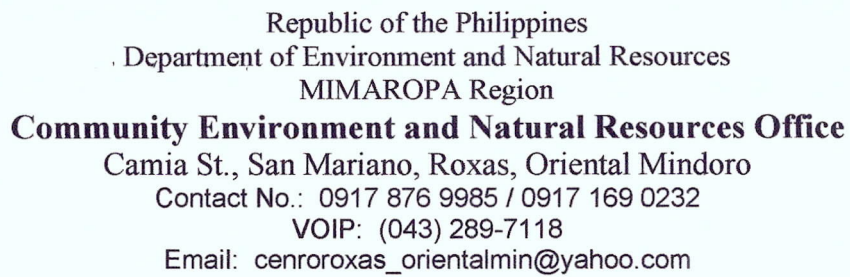 Republic of the Philippines
Department of Environment and Natural Resources
MIMAROPA Region
Community Environment and Natural Resources Office
Camia St., San Mariano, Roxas, Oriental Mindoro
Contact No.: 0917 876 9985 / 0917 169 0232
VOIP: (043) 289-7118
Email: cenroroxas_orientalmin@yahoo.com